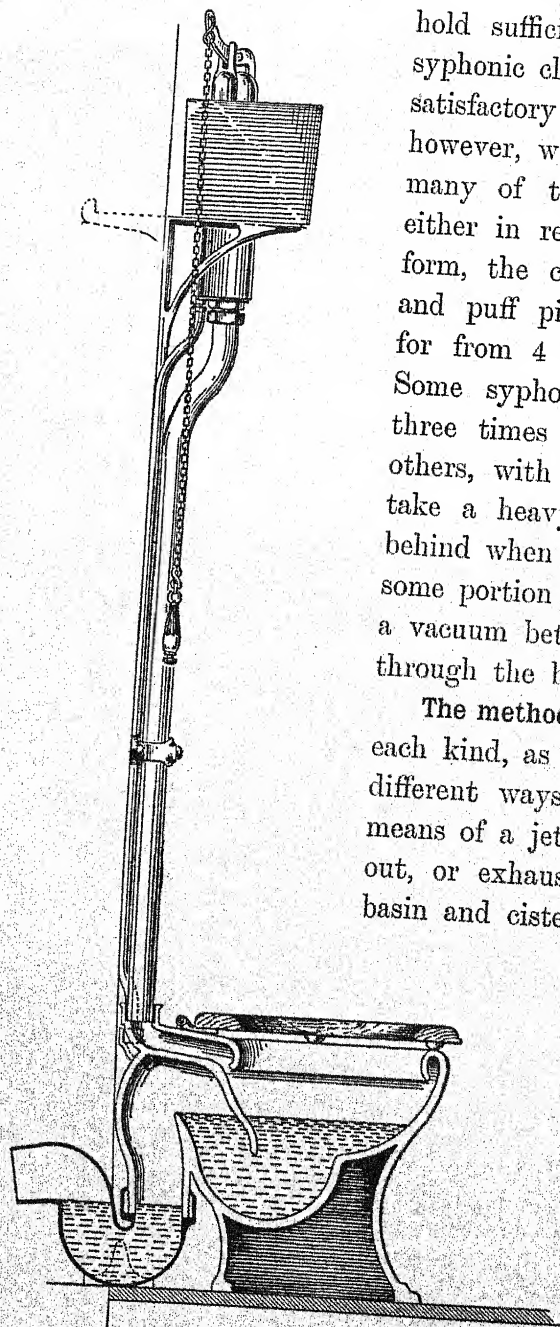 hold suffici
syphonic cl
satisfactory
however, w
many of t
either in re
form, the c
and puff pi
for from 4
Some sypho
three times
others, with
take a heav
behind when
some portion
a vacuum bet
through the b
The method
each kind, as
different ways
means of a jet
out, or exhaus
basin and ciste